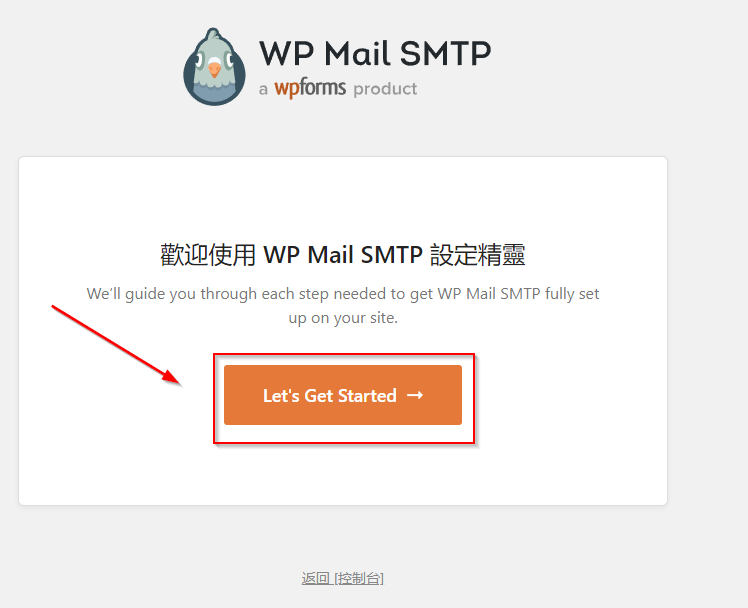 WP Mail SMTP
a wpforms product
歡迎使用 WP Mail SMTP 設定精靈
We'll guide you through each step needed to get WP Mail SMTP fully set
up on your site.
Let's Get Started →
返回 [控制台]